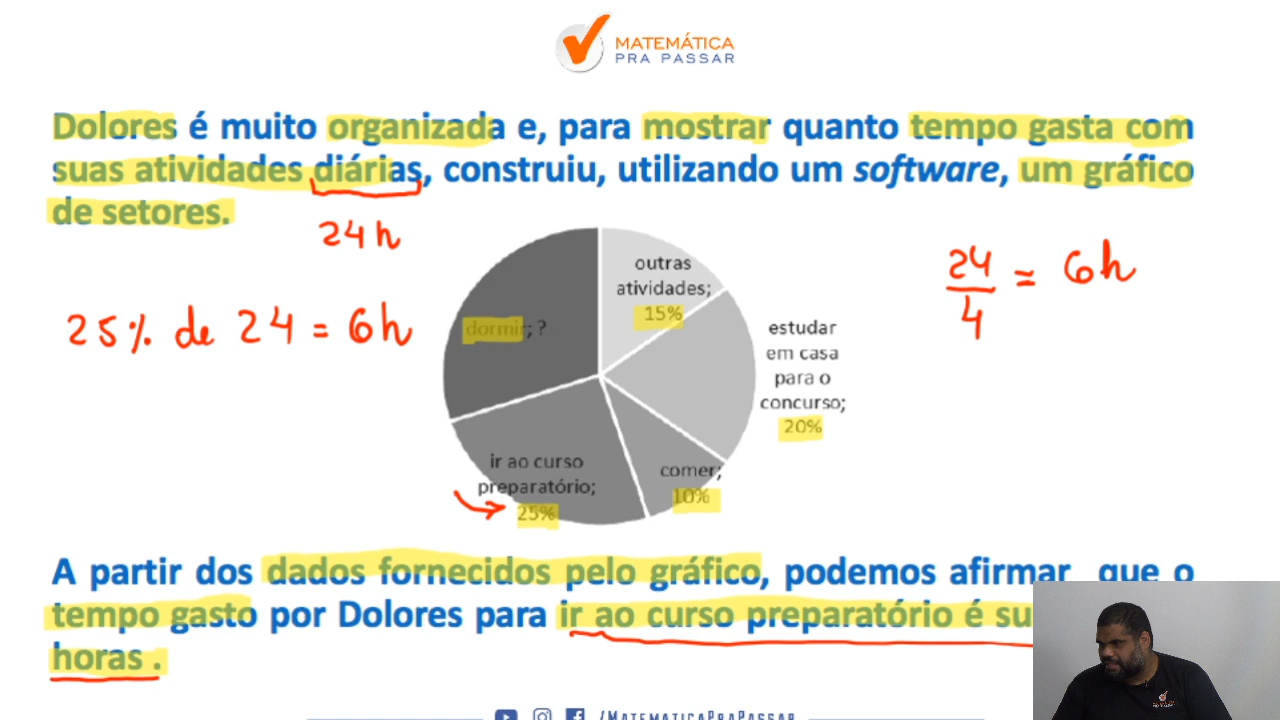 MATEMÁTICA
PRA PASSAR
Dolores é muito organizada e, para mostrar quanto tempo gasta com
suas atividades diárias, construiu, utilizando um software, um gráfico
de setores.
24h
25% de 24 = 6h
24
4
= 6h
outras
atividades;
15%
dormir; ?
estudar
em casa
para o
concurso;
20%
ir ao curso
preparatório;
25%
comer;
10%
A partir dos dados fornecidos pelo gráfico, podemos afirmar que o
tempo gasto por Dolores para ir ao curso preparatório é
horas .
/MATEMATICAPRAPASSAR